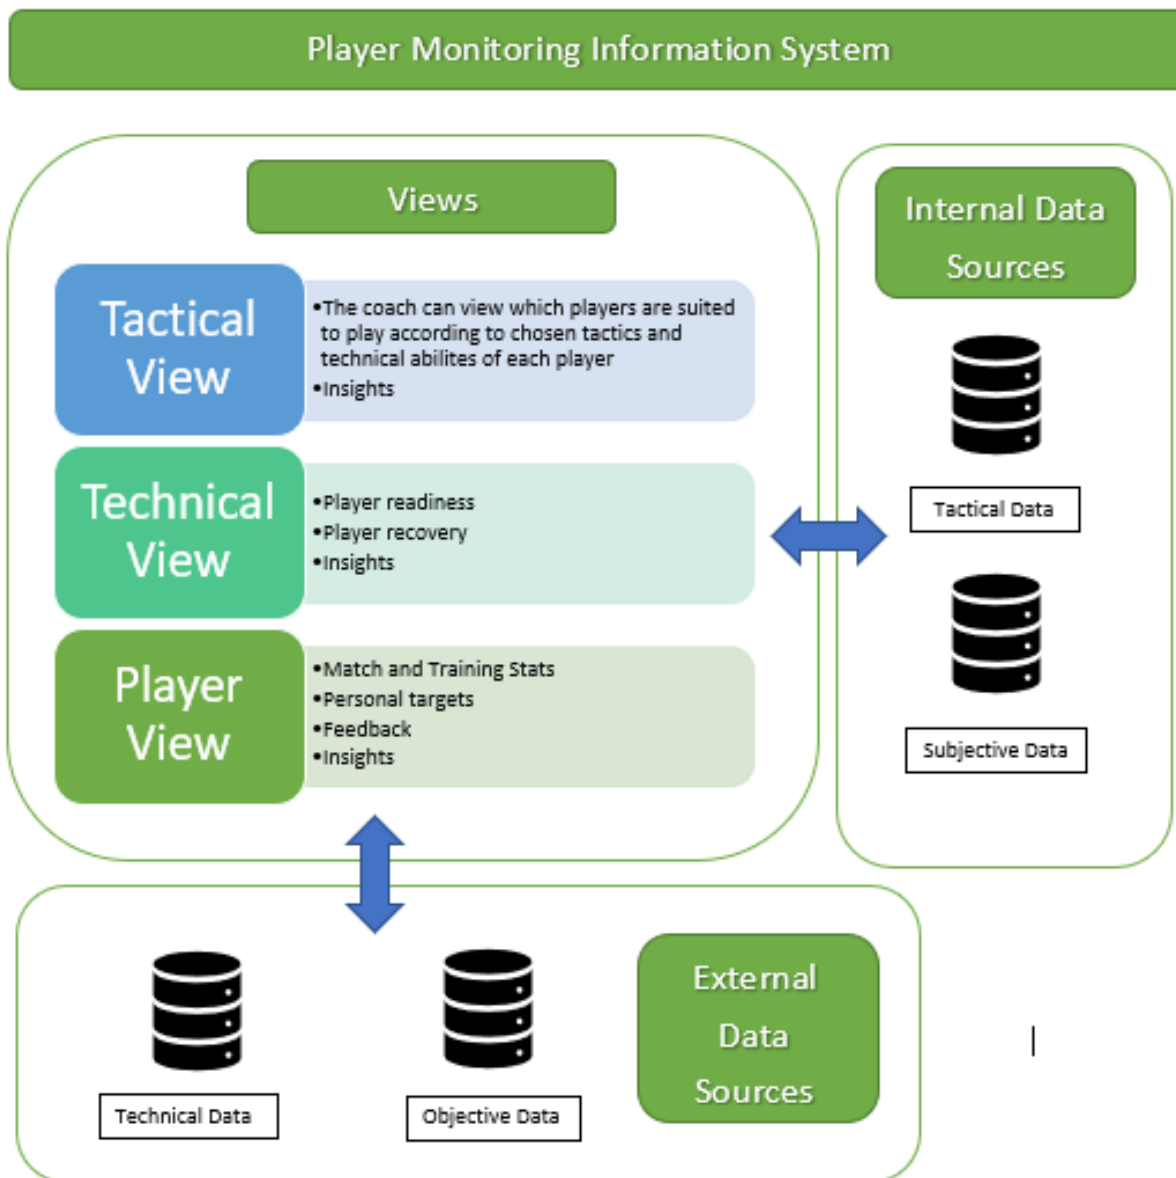 Player Monitoring Information System
Views
Tactical
View
•The coach can view which players are suited
to play according to chosen tactics and
technical abilites of each player
•Insights
Technical
View
•Player readiness
•Player recovery
•Insights
Player
View
•Match and Training Stats
•Personal targets
•Feedback
•Insights
Internal Data
Sources
Tactical Data
Subjective Data
Technical Data
Objective Data
External
Data
Sources